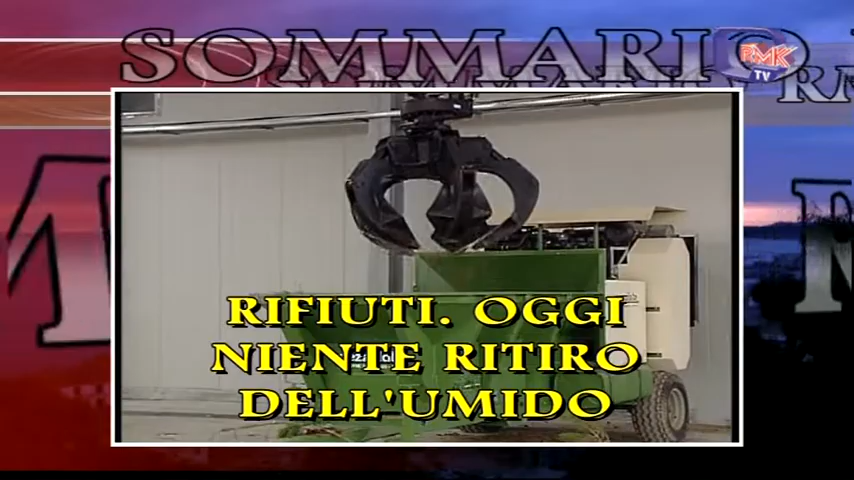 SOMMARIO
RMK
TV
RIFIUTI. OGGI
NIENTE RITIRO
DELL'UMIDO